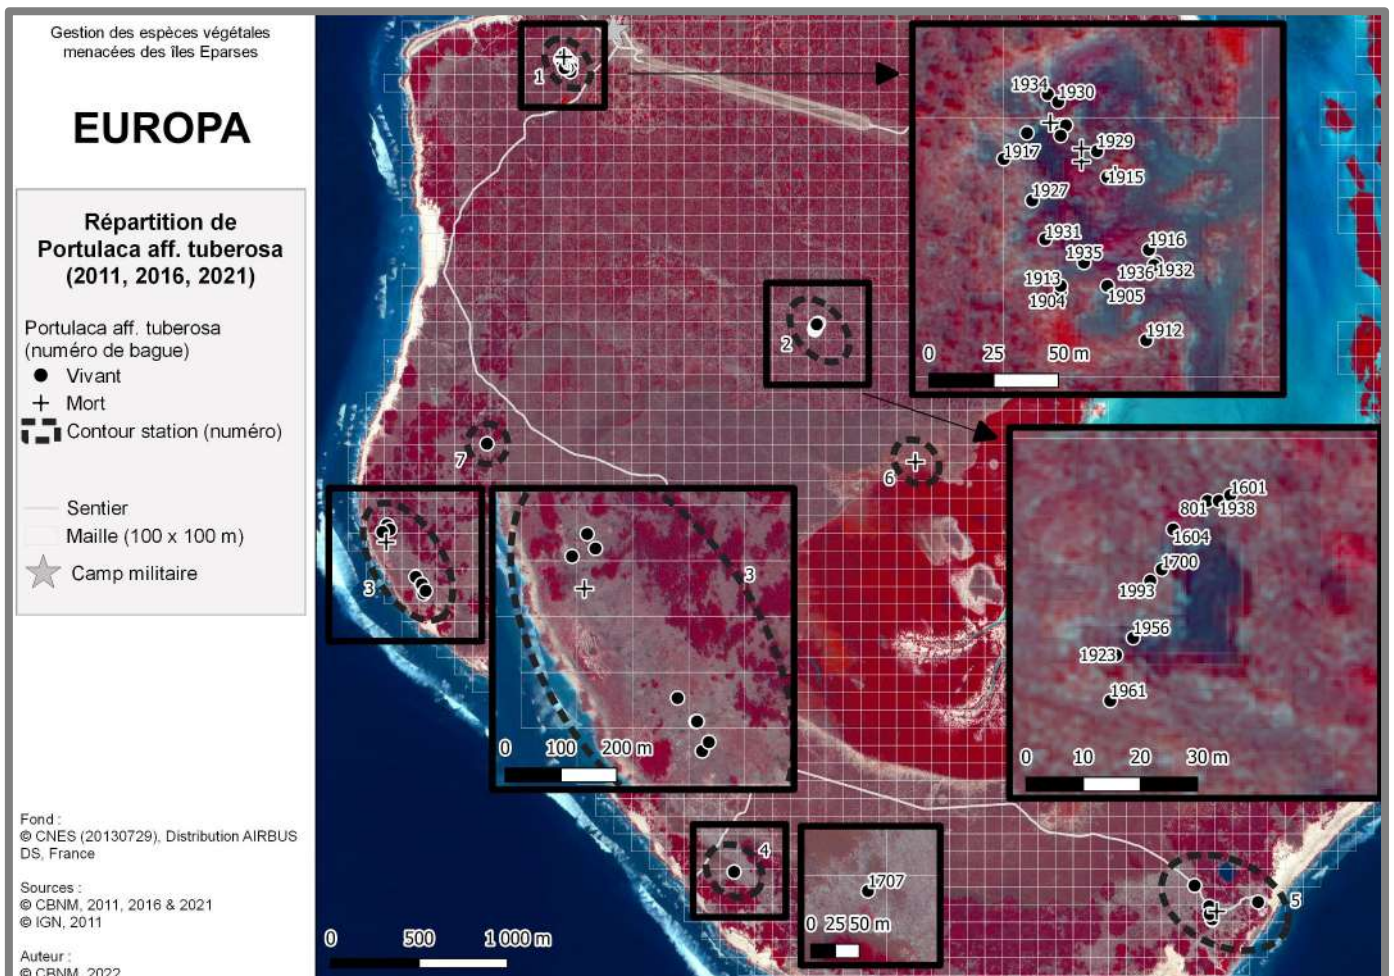 Gestion des espèces végétales
menacées des îles Eparses
EUROPA
Répartition de
Portulaca aff. tuberosa
(2011, 2016, 2021)
Portulaca aff. tuberosa
(numéro de bague)
Vivant
Mort
Contour station (numéro)
Sentier
Maille (100 x 100 m)
Camp militaire
Fond :
© CNES (20130729), Distribution AIRBUS
DS, France
Sources :
© CBNM, 2011, 2016 & 2021
© IGN, 2011
Auteur :
© CBNM, 2022
1
2
7
6
3
4
5
1934
1930
1917
1929
1915
1927
1931
1935
1916
1936
1932
1913
1904
1905
1912
0 25 50 m
1601
801
1938
1604
1700
1993
1956
1923
1961
0 10 20 30 m
3
0 100 200 m
1707
0 25 50 m
0 500 1 000 m